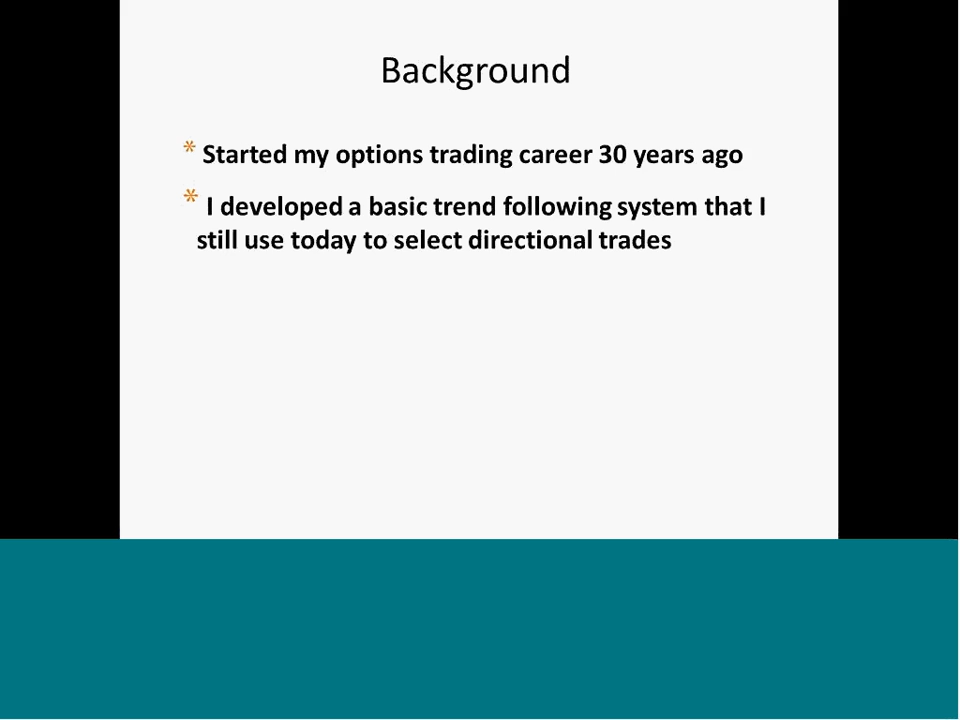 Background
* Started my options trading career 30 years ago
* I developed a basic trend following system that I
still use today to select directional trades